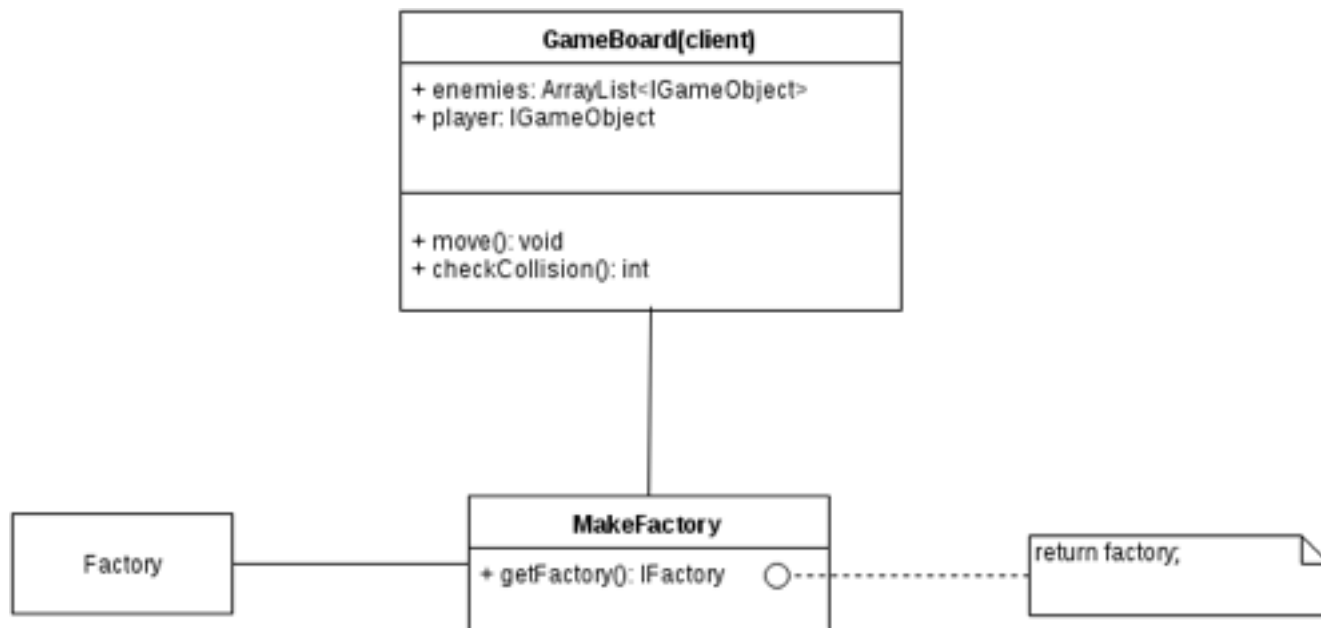 GameBoard(client)
+ enemies: ArrayList<IGameObject>
+ player: IGameObject
+ move(): void
+ checkCollision(): int
MakeFactory
Factory
+ getFactory(): IFactory
return factory;